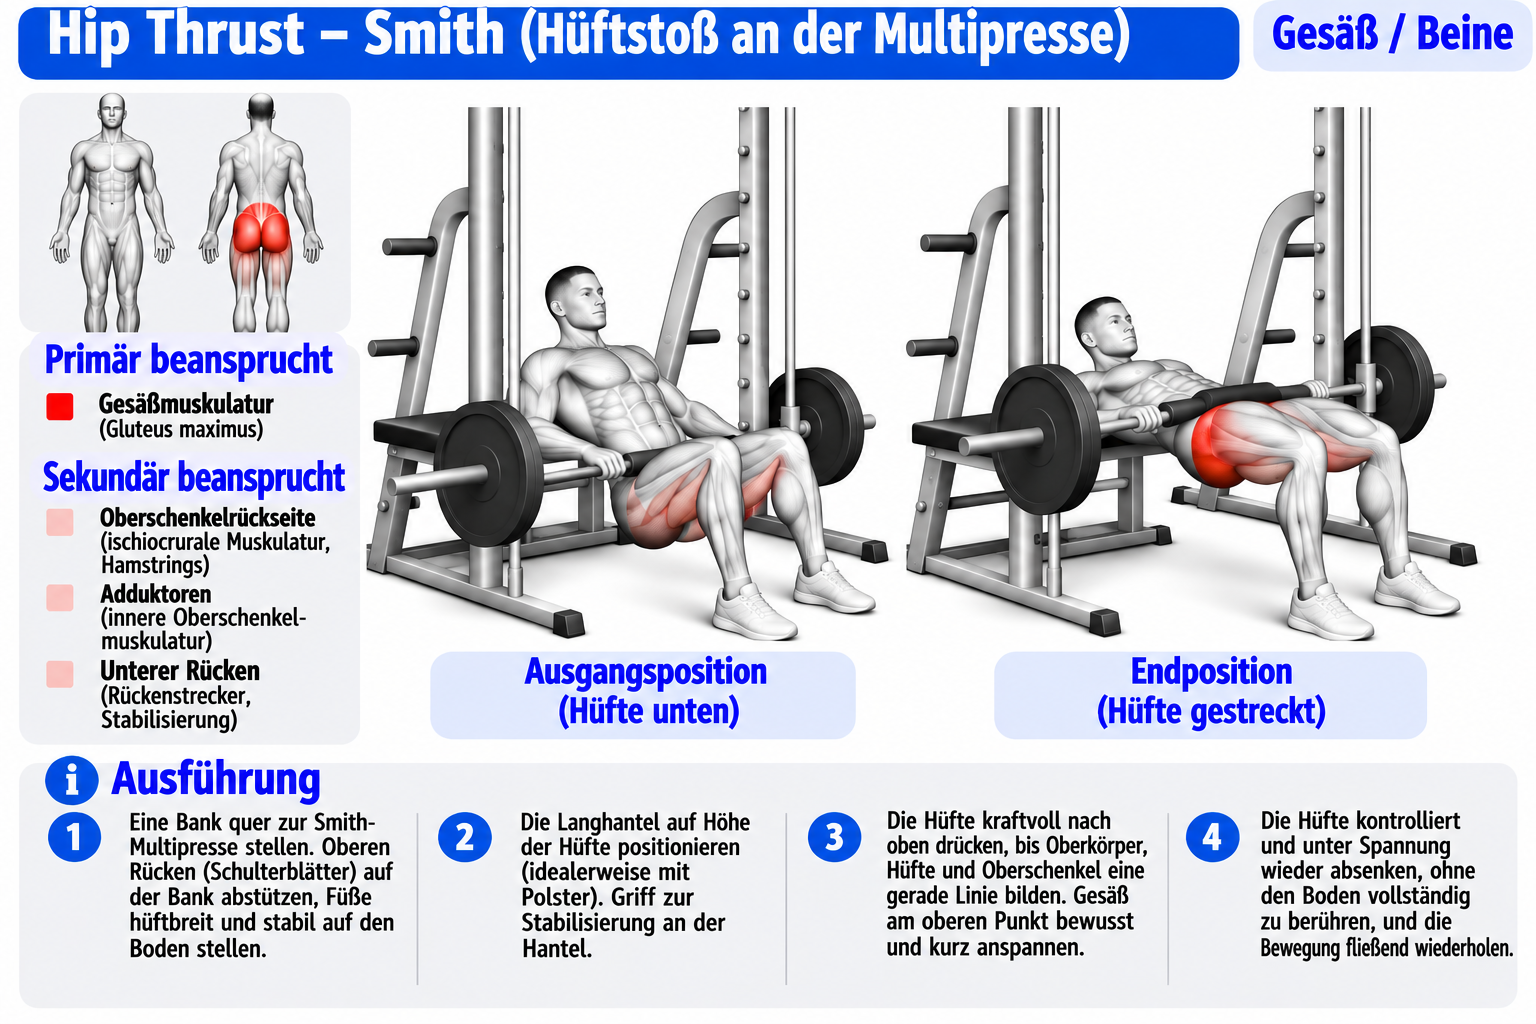 Hip Thrust – Smith (Hüftstoß an der Multipresse)
Gesäß / Beine
Primär beansprucht
Gesäßmuskulatur
(Gluteus maximus)
Sekundär beansprucht
Oberschenkelrückseite
(ischiocrurale Muskulatur,
Hamstrings)
Adduktoren
(innere Oberschenkel-
muskulatur)
Unterer Rücken
(Rückenstrecker,
Stabilisierung)
Ausgangsposition
(Hüfte unten)
Endposition
(Hüfte gestreckt)
i Ausführung
1
Eine Bank quer zur Smith-
Multipresse stellen. Oberen
Rücken (Schulterblätter) auf
der Bank abstützen, Füße
hüftbreit und stabil auf den
Boden stellen.
2
Die Langhantel auf Höhe
der Hüfte positionieren
(idealerweise mit
Polster). Griff zur
Stabilisierung an der
Hantel.
3
Die Hüfte kraftvoll nach
oben drücken, bis Oberkörper,
Hüfte und Oberschenkel eine
gerade Linie bilden. Gesäß
am oberen Punkt bewusst
und kurz anspannen.
4
Die Hüfte kontrolliert
und unter Spannung
wieder absenken, ohne
den Boden vollständig
zu berühren, und die
Bewegung fließend wiederholen.